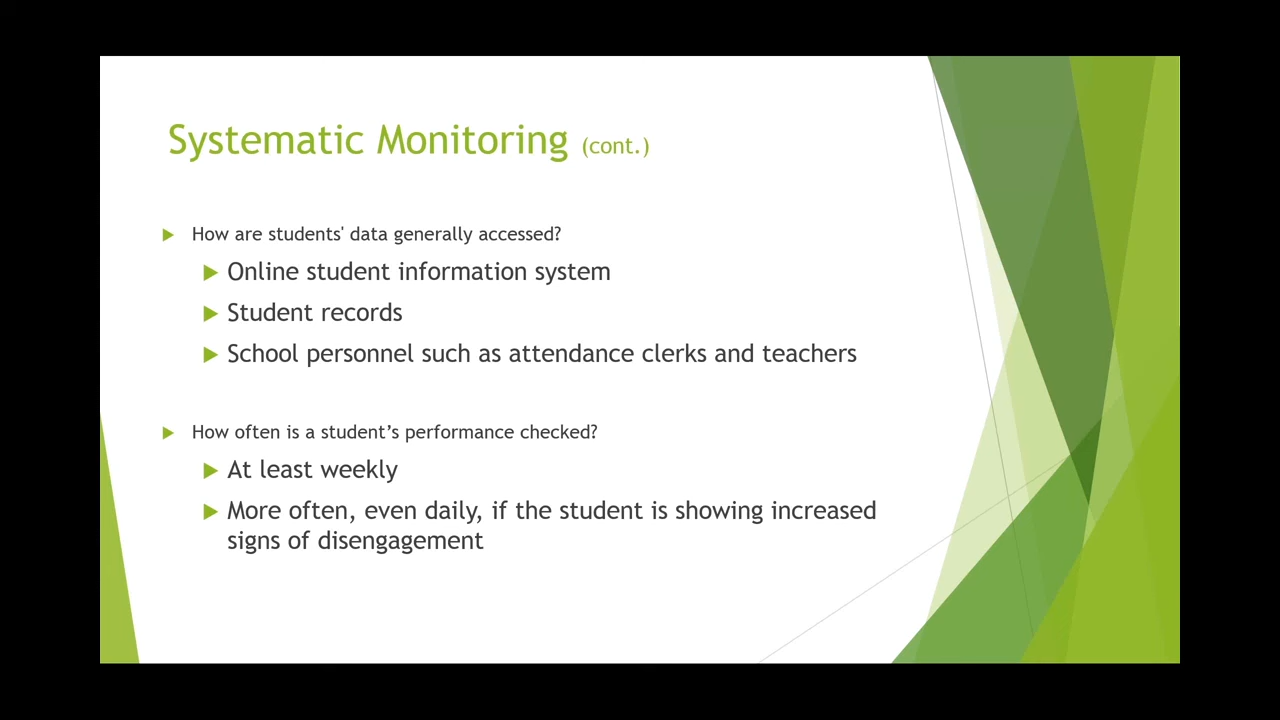 Systematic Monitoring (cont.)
How are students' data generally accessed?
Online student information system
Student records
School personnel such as attendance clerks and teachers
How often is a student’s performance checked?
At least weekly
More often, even daily, if the student is showing increased
signs of disengagement